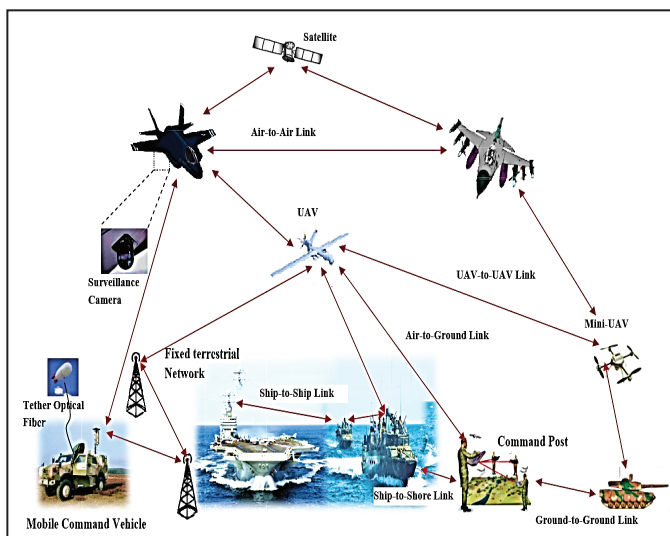 Satellite
Air-to-Air Link
UAV
Surveillance
Camera
UAV-to-UAV Link
Mini-UAV
Air-to-Ground Link
Fixed terrestrial
Network
Tether Optical
Fiber
Ship-to-Ship Link
Command Post
Ship-to-Shore Link
Mobile Command Vehicle
Ground-to-Ground Link